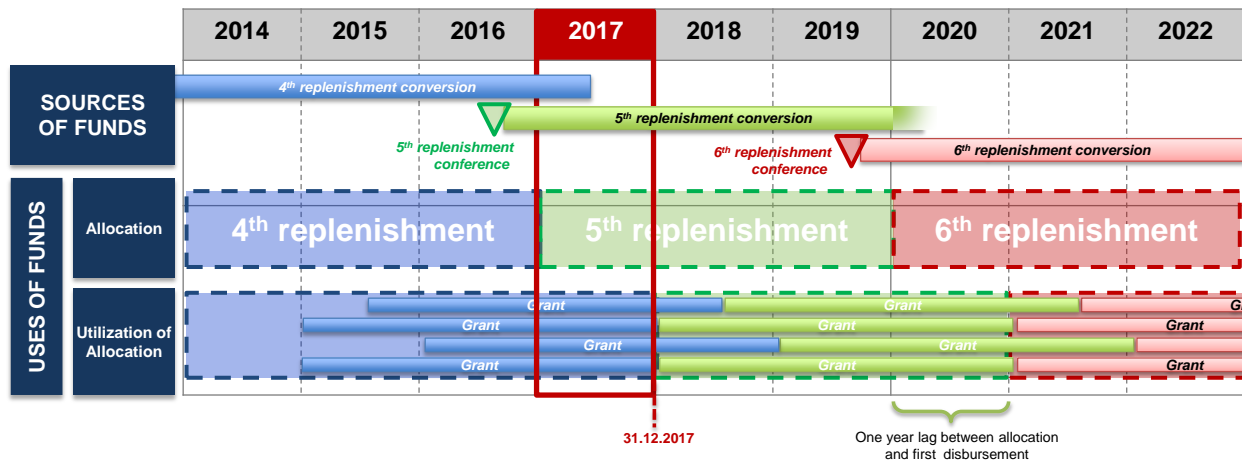 2014 2015 2016 2017 2018 2019 2020 2021 2022
SOURCES
OF FUNDS
4th replenishment conversion
5th replenishment conversion
5th replenishment
conference
6th replenishment
conference
6th replenishment conversion
USES OF FUNDS
Allocation
4th replenishment 5th replenishment 6th replenishment
Utilization of
Allocation
Grant Grant Gr
Grant Grant Grant
Grant Grant
Grant Grant Grant
31.12.2017
One year lag between allocation
and first disbursement